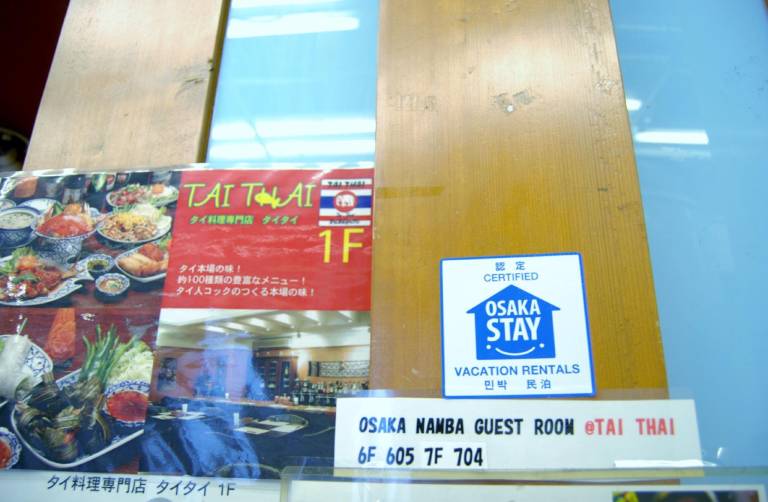 TAI THAI
タイ料理専門店 タイタイ
TAI THAI
1F
タイ本場の味！
約100種類の豊富なメニュー！
タイ人コックのつくる本場の味！
タイ料理専門店 タイタイ 1F
認定
CERTIFIED
OSAKA
STAY
VACATION RENTALS
민박 民泊
OSAKA NAMBA GUEST ROOM @TAI THAI
6F 605 7F 704